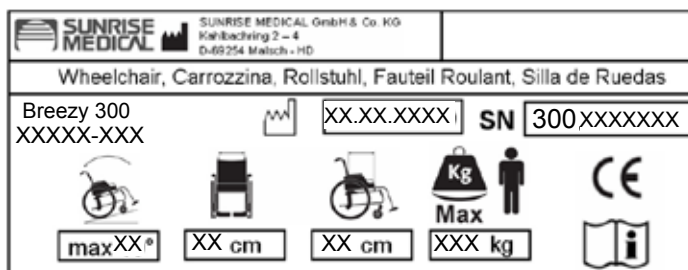 SUNRISE MEDICAL
SUNRISE MEDICAL GmbH & Co. KG
Kahlbachring 2 – 4
D-69254 Malsch - HD
Wheelchair, Carrozzina, Rollstuhl, Fauteil Roulant, Silla de Ruedas
Breezy 300
XXXXX-XXX
XX.XX.XXXX SN 300XXXXXXX
Kg
Max
CE
maxXX° XX cm XX cm XXX kg
i